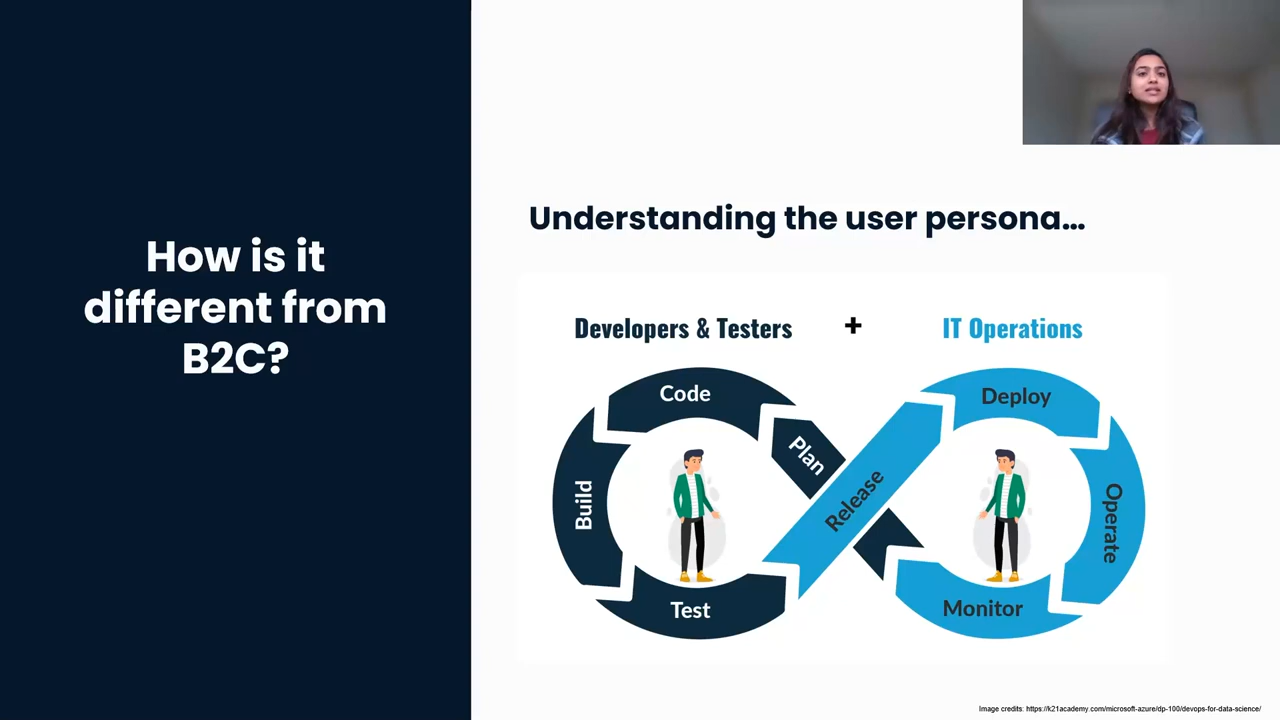 How is it
different from
B2C?
Understanding the user persona...
Developers & Testers + IT Operations
Code
Plan
Build
Test
Release
Deploy
Operate
Monitor
Image credits: https://k21academy.com/microsoft-azure/dp-100/devops-for-data-science/